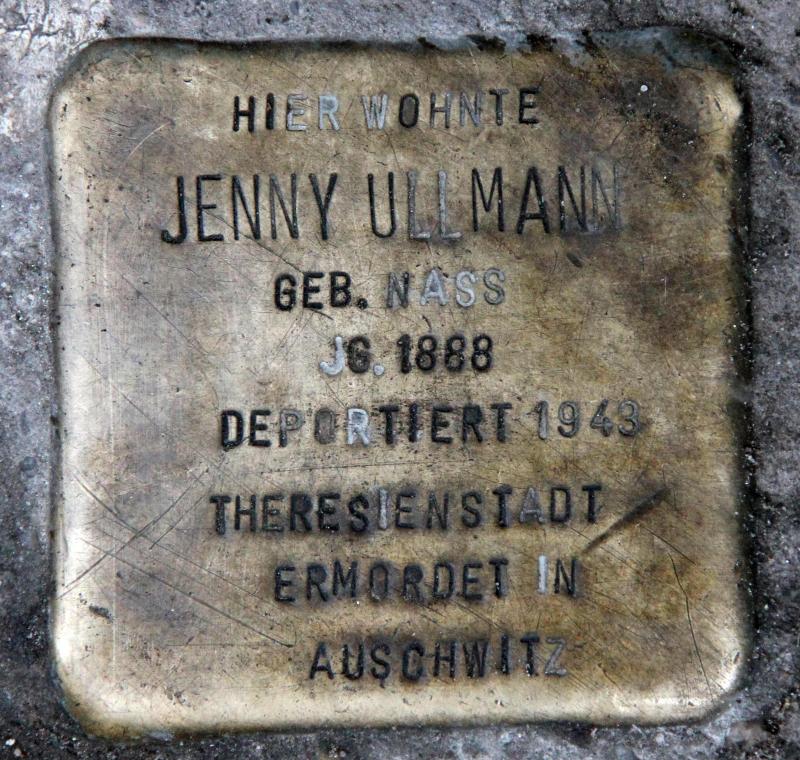 HIER WOHNTE
JENNY ULLMANN
GEB. NASS
JG. 1888
DEPORTIERT 1943
THERESIENSTADT
ERMORDET IN
AUSCHWITZ